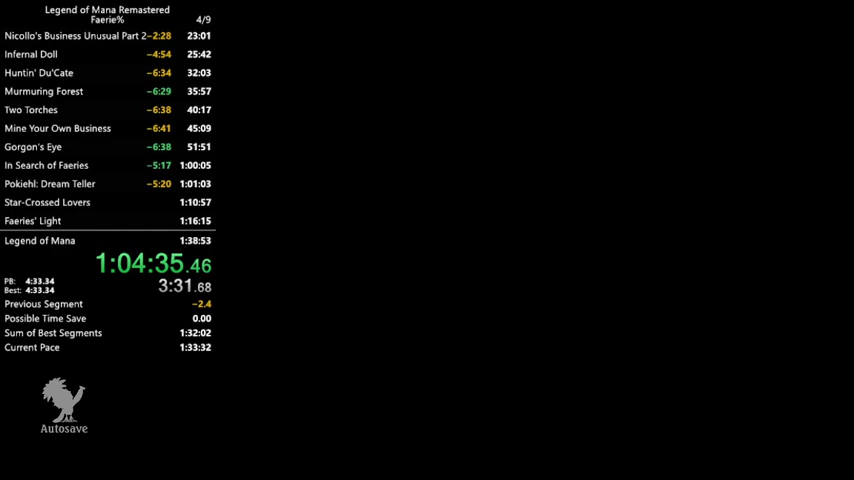 Legend of Mana Remastered
Faerie% 4/9
Nicollo's Business Unusual Part 2 −2:28 23:01
Infernal Doll −4:54 25:42
Huntin' Du'Cate −6:34 32:03
Murmuring Forest −6:29 35:57
Two Torches −6:38 40:17
Mine Your Own Business −6:41 45:09
Gorgon's Eye −6:38 51:51
In Search of Faeries −5:17 1:00:05
Pokiehl: Dream Teller −5:20 1:01:03
Star-Crossed Lovers 1:10:57
Faeries' Light 1:16:15
Legend of Mana 1:38:53
1:04:35.46
PB: 4:33.34 3:31.68
Best: 4:33.34
Previous Segment −2.4
Possible Time Save 0.00
Sum of Best Segments 1:32:02
Current Pace 1:33:32
Autosave